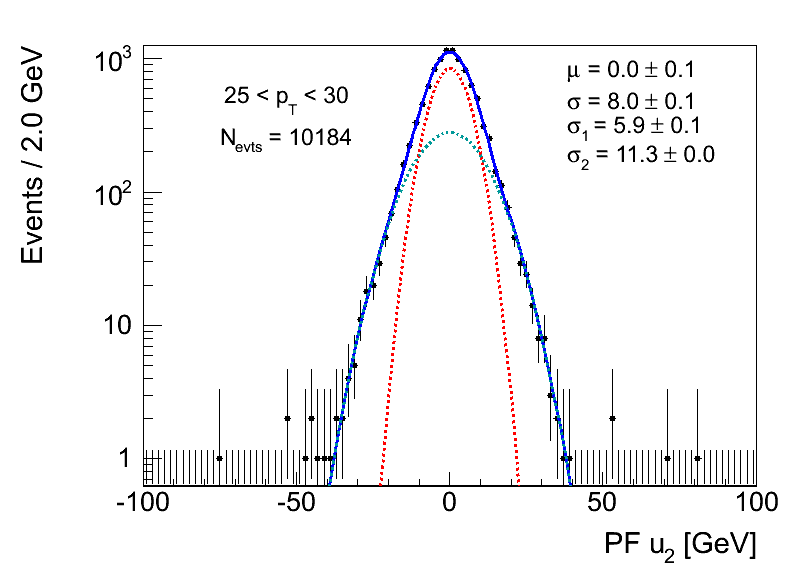 Events / 2.0 GeV
10³
10²
10
1
25 < p_T < 30
N_evts = 10184
μ = 0.0 ± 0.1
σ = 8.0 ± 0.1
σ₁ = 5.9 ± 0.1
σ₂ = 11.3 ± 0.0
-100 -50 0 50 100
PF u₂ [GeV]